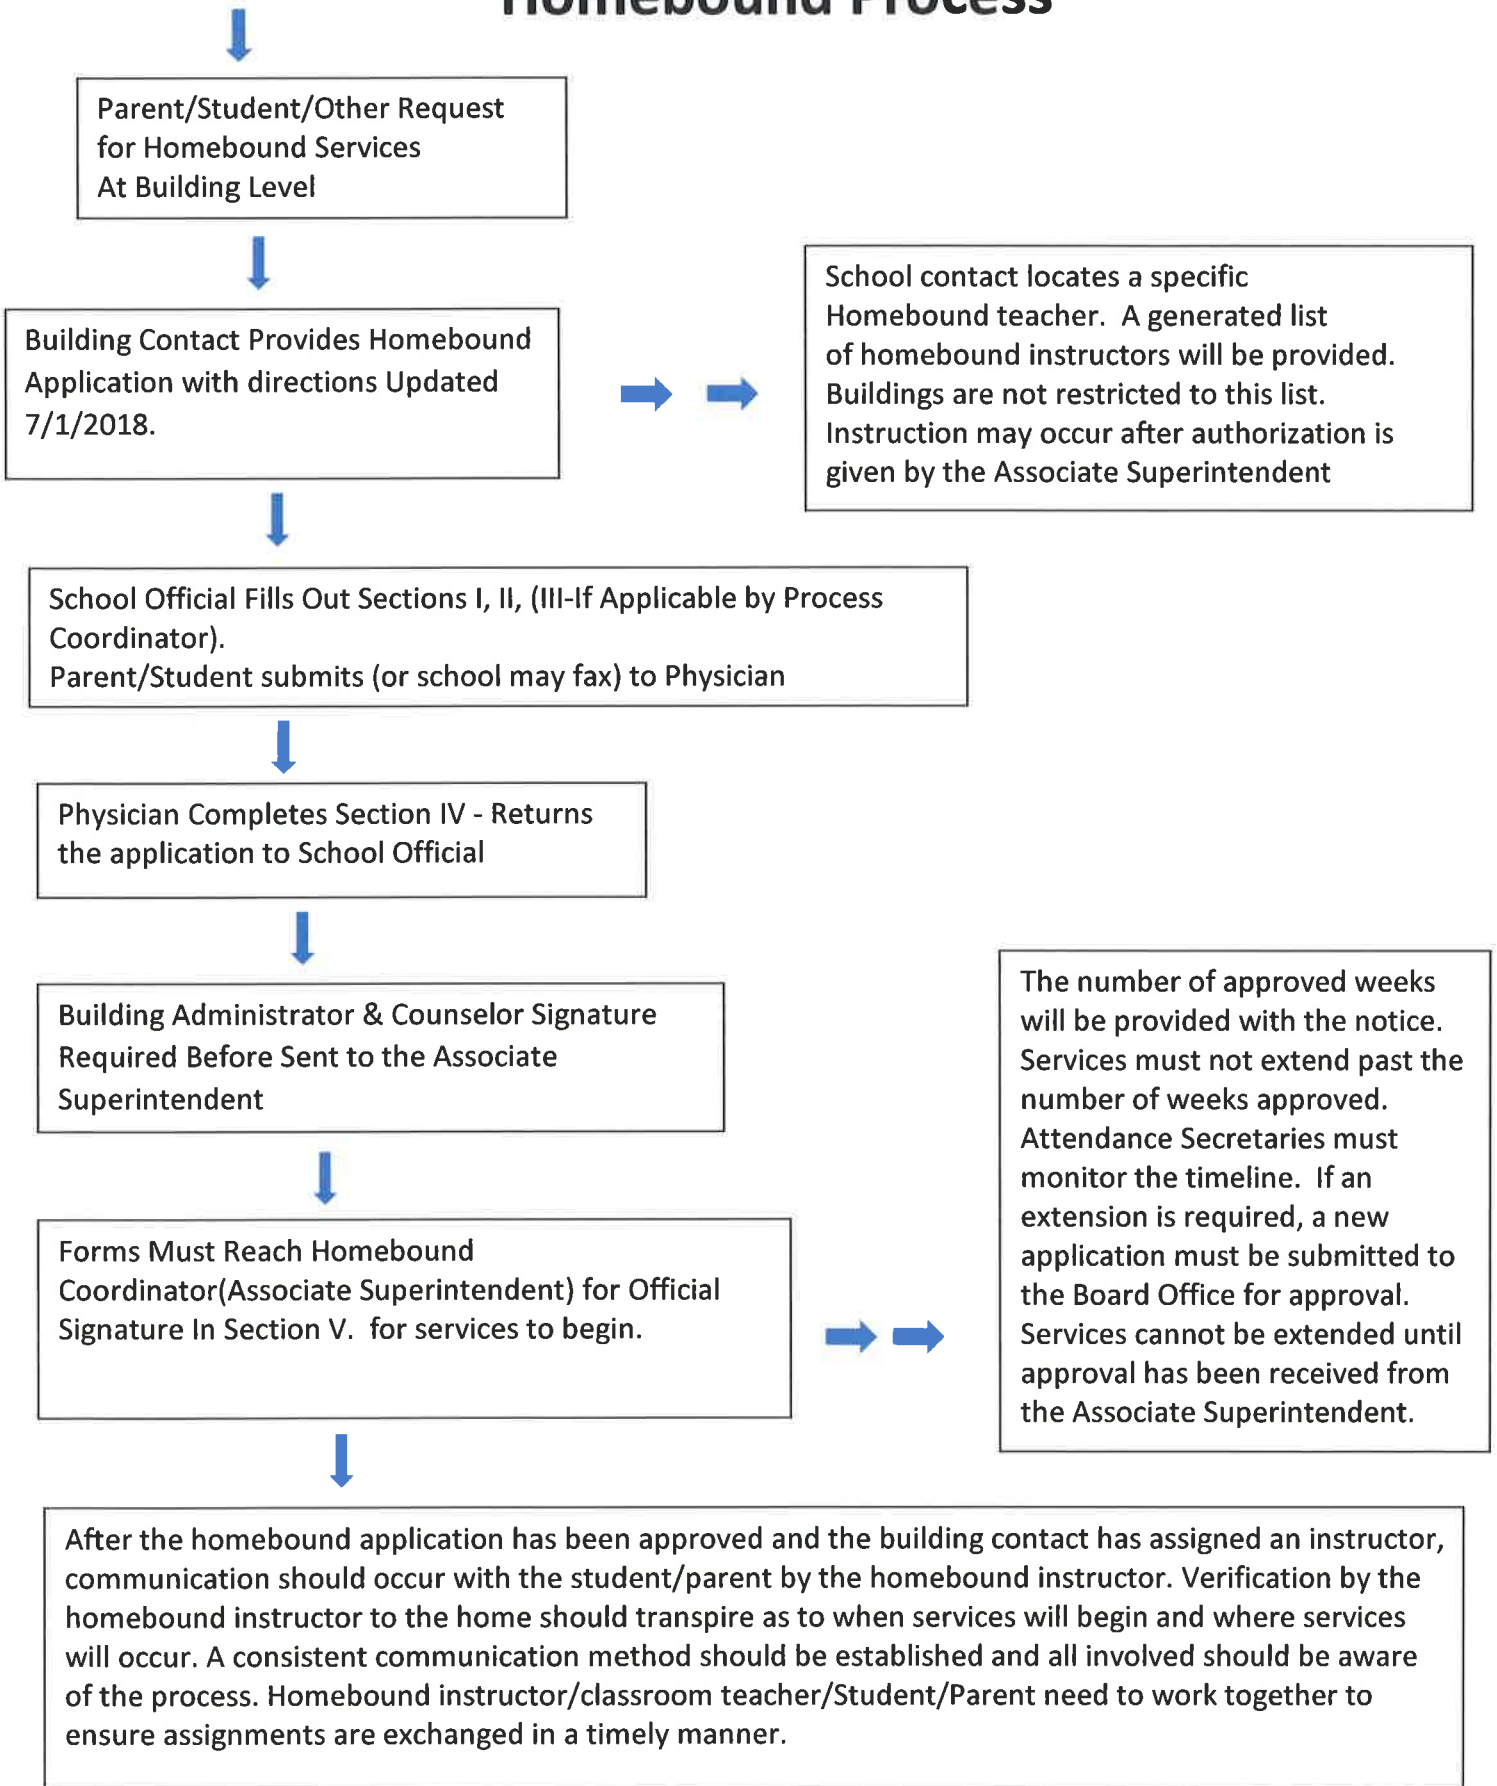 Homebound Process
Parent/Student/Other Request
for Homebound Services
At Building Level
School contact locates a specific
Homebound teacher.  A generated list
of homebound instructors will be provided.
Buildings are not restricted to this list.
Instruction may occur after authorization is
given by the Associate Superintendent
Building Contact Provides Homebound
Application with directions Updated
7/1/2018.
School Official Fills Out Sections I, II, (III-If Applicable by Process
Coordinator).
Parent/Student submits (or school may fax) to Physician
Physician Completes Section IV - Returns
the application to School Official
Building Administrator & Counselor Signature
Required Before Sent to the Associate
Superintendent
The number of approved weeks
will be provided with the notice.
Services must not extend past the
number of weeks approved.
Attendance Secretaries must
monitor the timeline.  If an
extension is required, a new
application must be submitted to
the Board Office for approval.
Services cannot be extended until
approval has been received from
the Associate Superintendent.
Forms Must Reach Homebound
Coordinator(Associate Superintendent) for Official
Signature In Section V.  for services to begin.
After the homebound application has been approved and the building contact has assigned an instructor,
communication should occur with the student/parent by the homebound instructor. Verification by the
homebound instructor to the home should transpire as to when services will begin and where services
will occur. A consistent communication method should be established and all involved should be aware
of the process. Homebound instructor/classroom teacher/Student/Parent need to work together to
ensure assignments are exchanged in a timely manner.